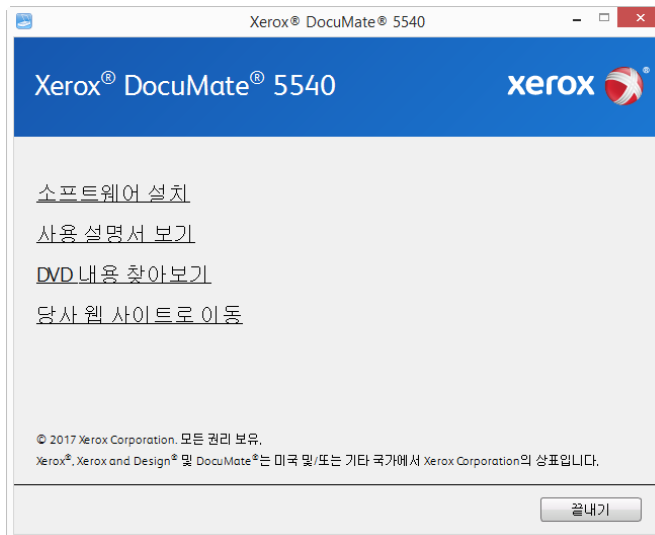 Xerox® DocuMate® 5540
Xerox® DocuMate® 5540
xerox ®
소프트웨어 설치
사용 설명서 보기
DVD 내용 찾아보기
당사 웹 사이트로 이동
© 2017 Xerox Corporation. 모든 권리 보유.
Xerox®, Xerox and Design® 및 DocuMate®는 미국 및/또는 기타 국가에서 Xerox Corporation의 상표입니다.
끝내기